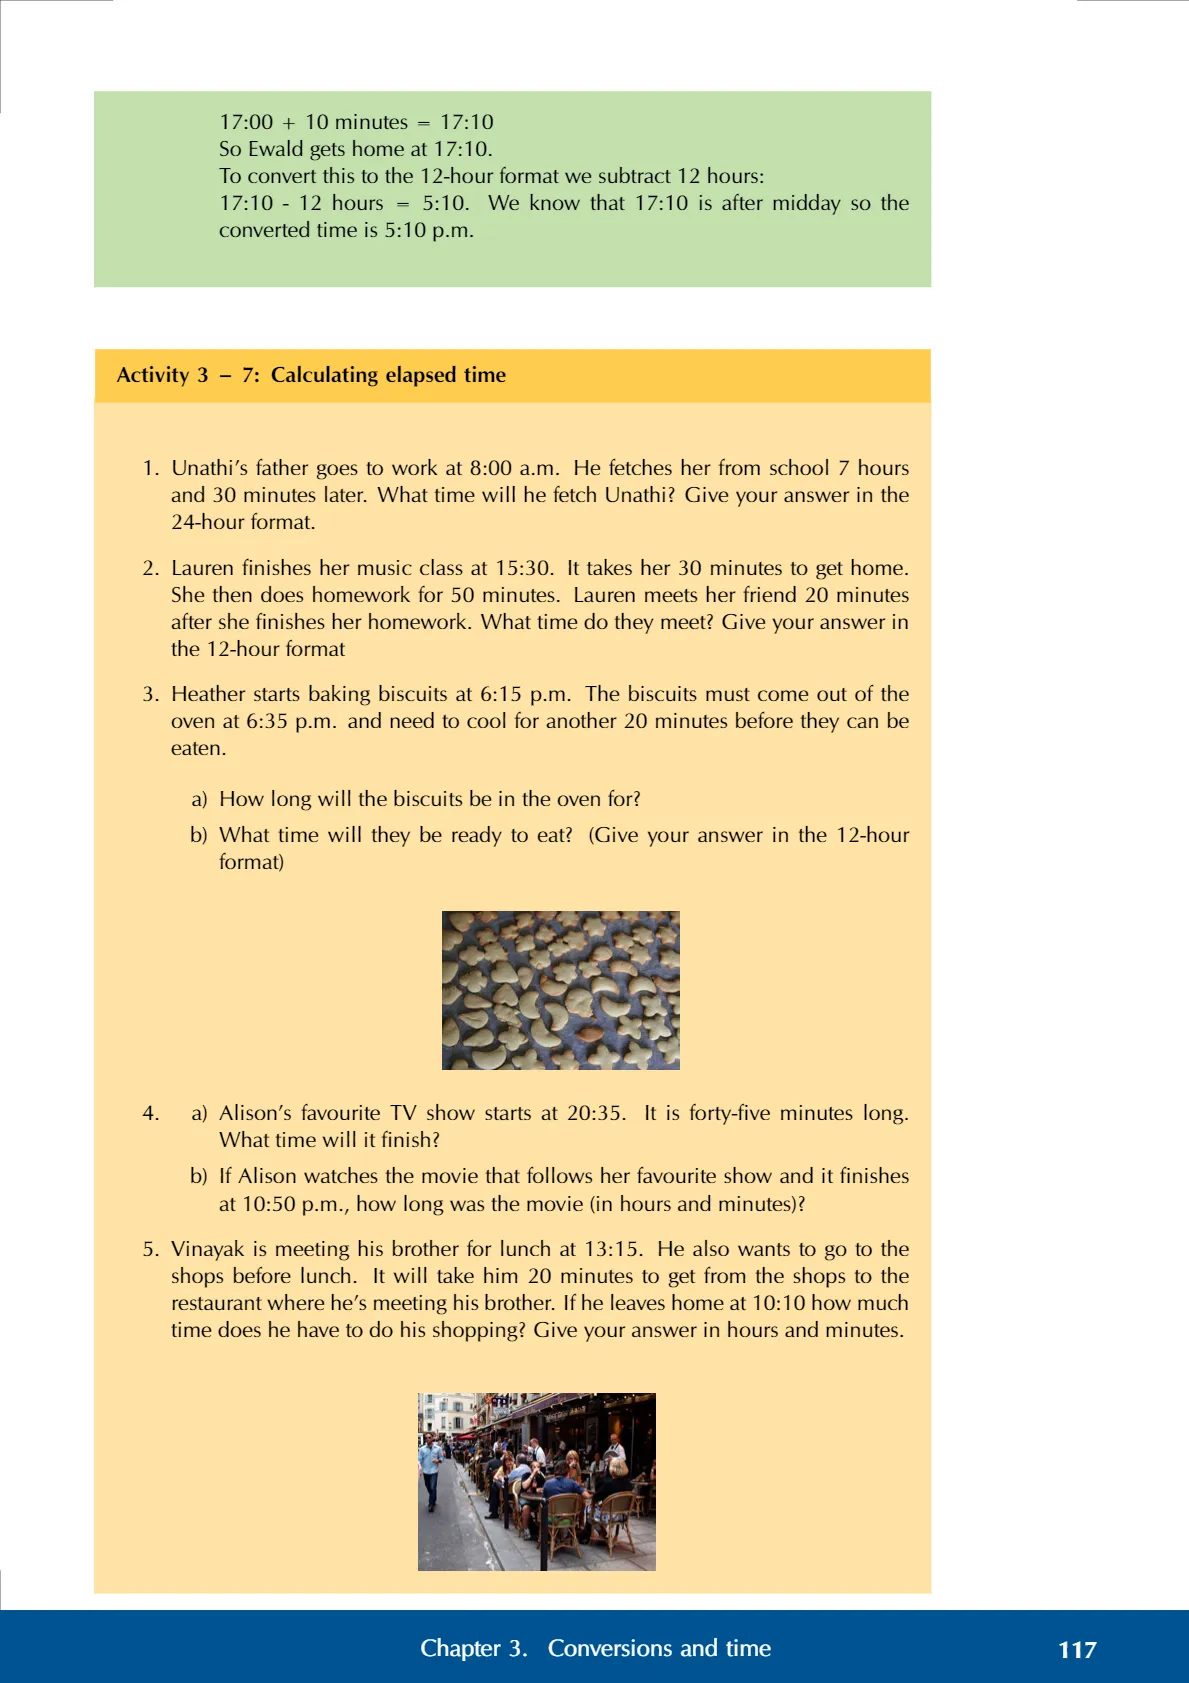 17:00 + 10 minutes = 17:10
So Ewald gets home at 17:10.
To convert this to the 12-hour format we subtract 12 hours:
17:10 - 12 hours = 5:10. We know that 17:10 is after midday so the
converted time is 5:10 p.m.
Activity 3 – 7: Calculating elapsed time
1. Unathi’s father goes to work at 8:00 a.m. He fetches her from school 7 hours
and 30 minutes later. What time will he fetch Unathi? Give your answer in the
24-hour format.
2. Lauren finishes her music class at 15:30. It takes her 30 minutes to get home.
She then does homework for 50 minutes. Lauren meets her friend 20 minutes
after she finishes her homework. What time do they meet? Give your answer in
the 12-hour format
3. Heather starts baking biscuits at 6:15 p.m. The biscuits must come out of the
oven at 6:35 p.m. and need to cool for another 20 minutes before they can be
eaten.
a) How long will the biscuits be in the oven for?
b) What time will they be ready to eat? (Give your answer in the 12-hour
format)
4. a) Alison’s favourite TV show starts at 20:35. It is forty-five minutes long.
What time will it finish?
b) If Alison watches the movie that follows her favourite show and it finishes
at 10:50 p.m., how long was the movie (in hours and minutes)?
5. Vinayak is meeting his brother for lunch at 13:15. He also wants to go to the
shops before lunch. It will take him 20 minutes to get from the shops to the
restaurant where he’s meeting his brother. If he leaves home at 10:10 how much
time does he have to do his shopping? Give your answer in hours and minutes.
Chapter 3. Conversions and time 117